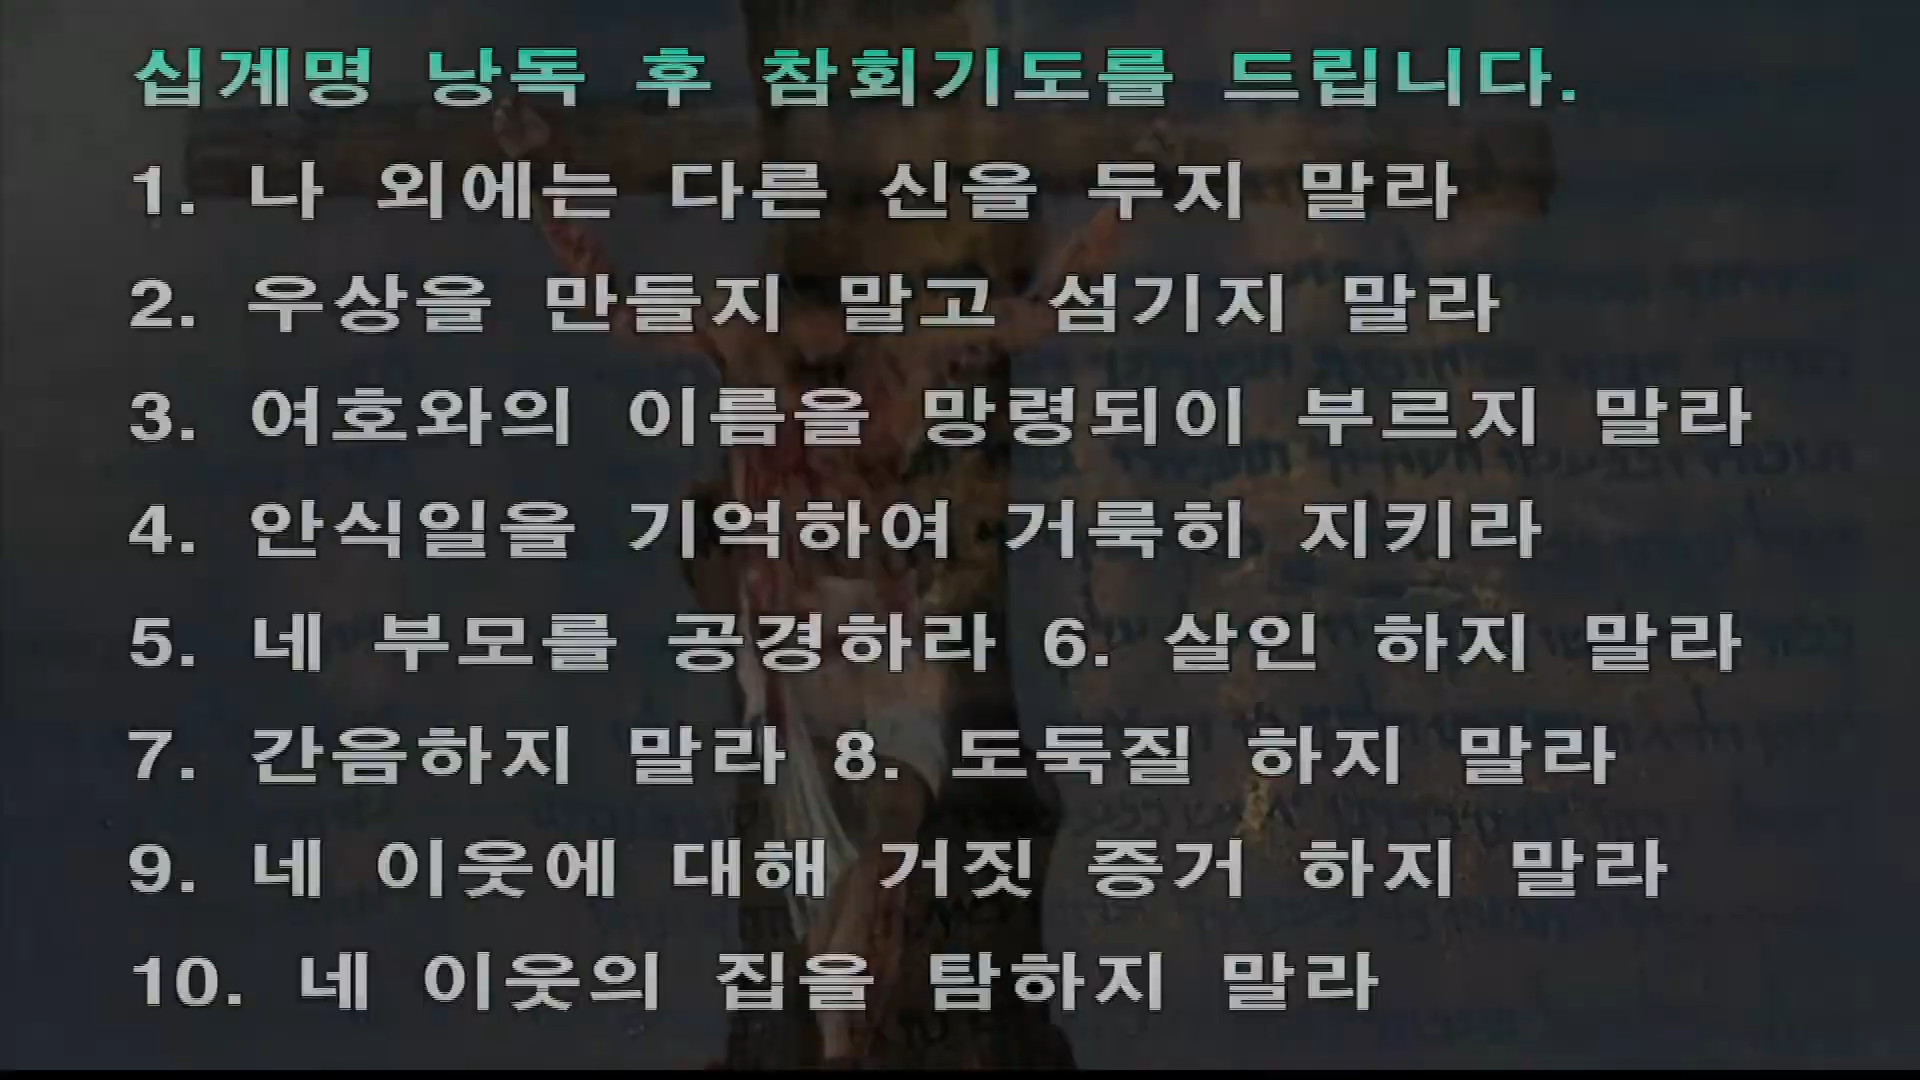 십계명 낭독 후 참회기도를 드립니다.
1. 나 외에는 다른 신을 두지 말라
2. 우상을 만들지 말고 섬기지 말라
3. 여호와의 이름을 망령되이 부르지 말라
4. 안식일을 기억하여 거룩히 지키라
5. 네 부모를 공경하라 6. 살인 하지 말라
7. 간음하지 말라 8. 도둑질 하지 말라
9. 네 이웃에 대해 거짓 증거 하지 말라
10. 네 이웃의 집을 탐하지 말라